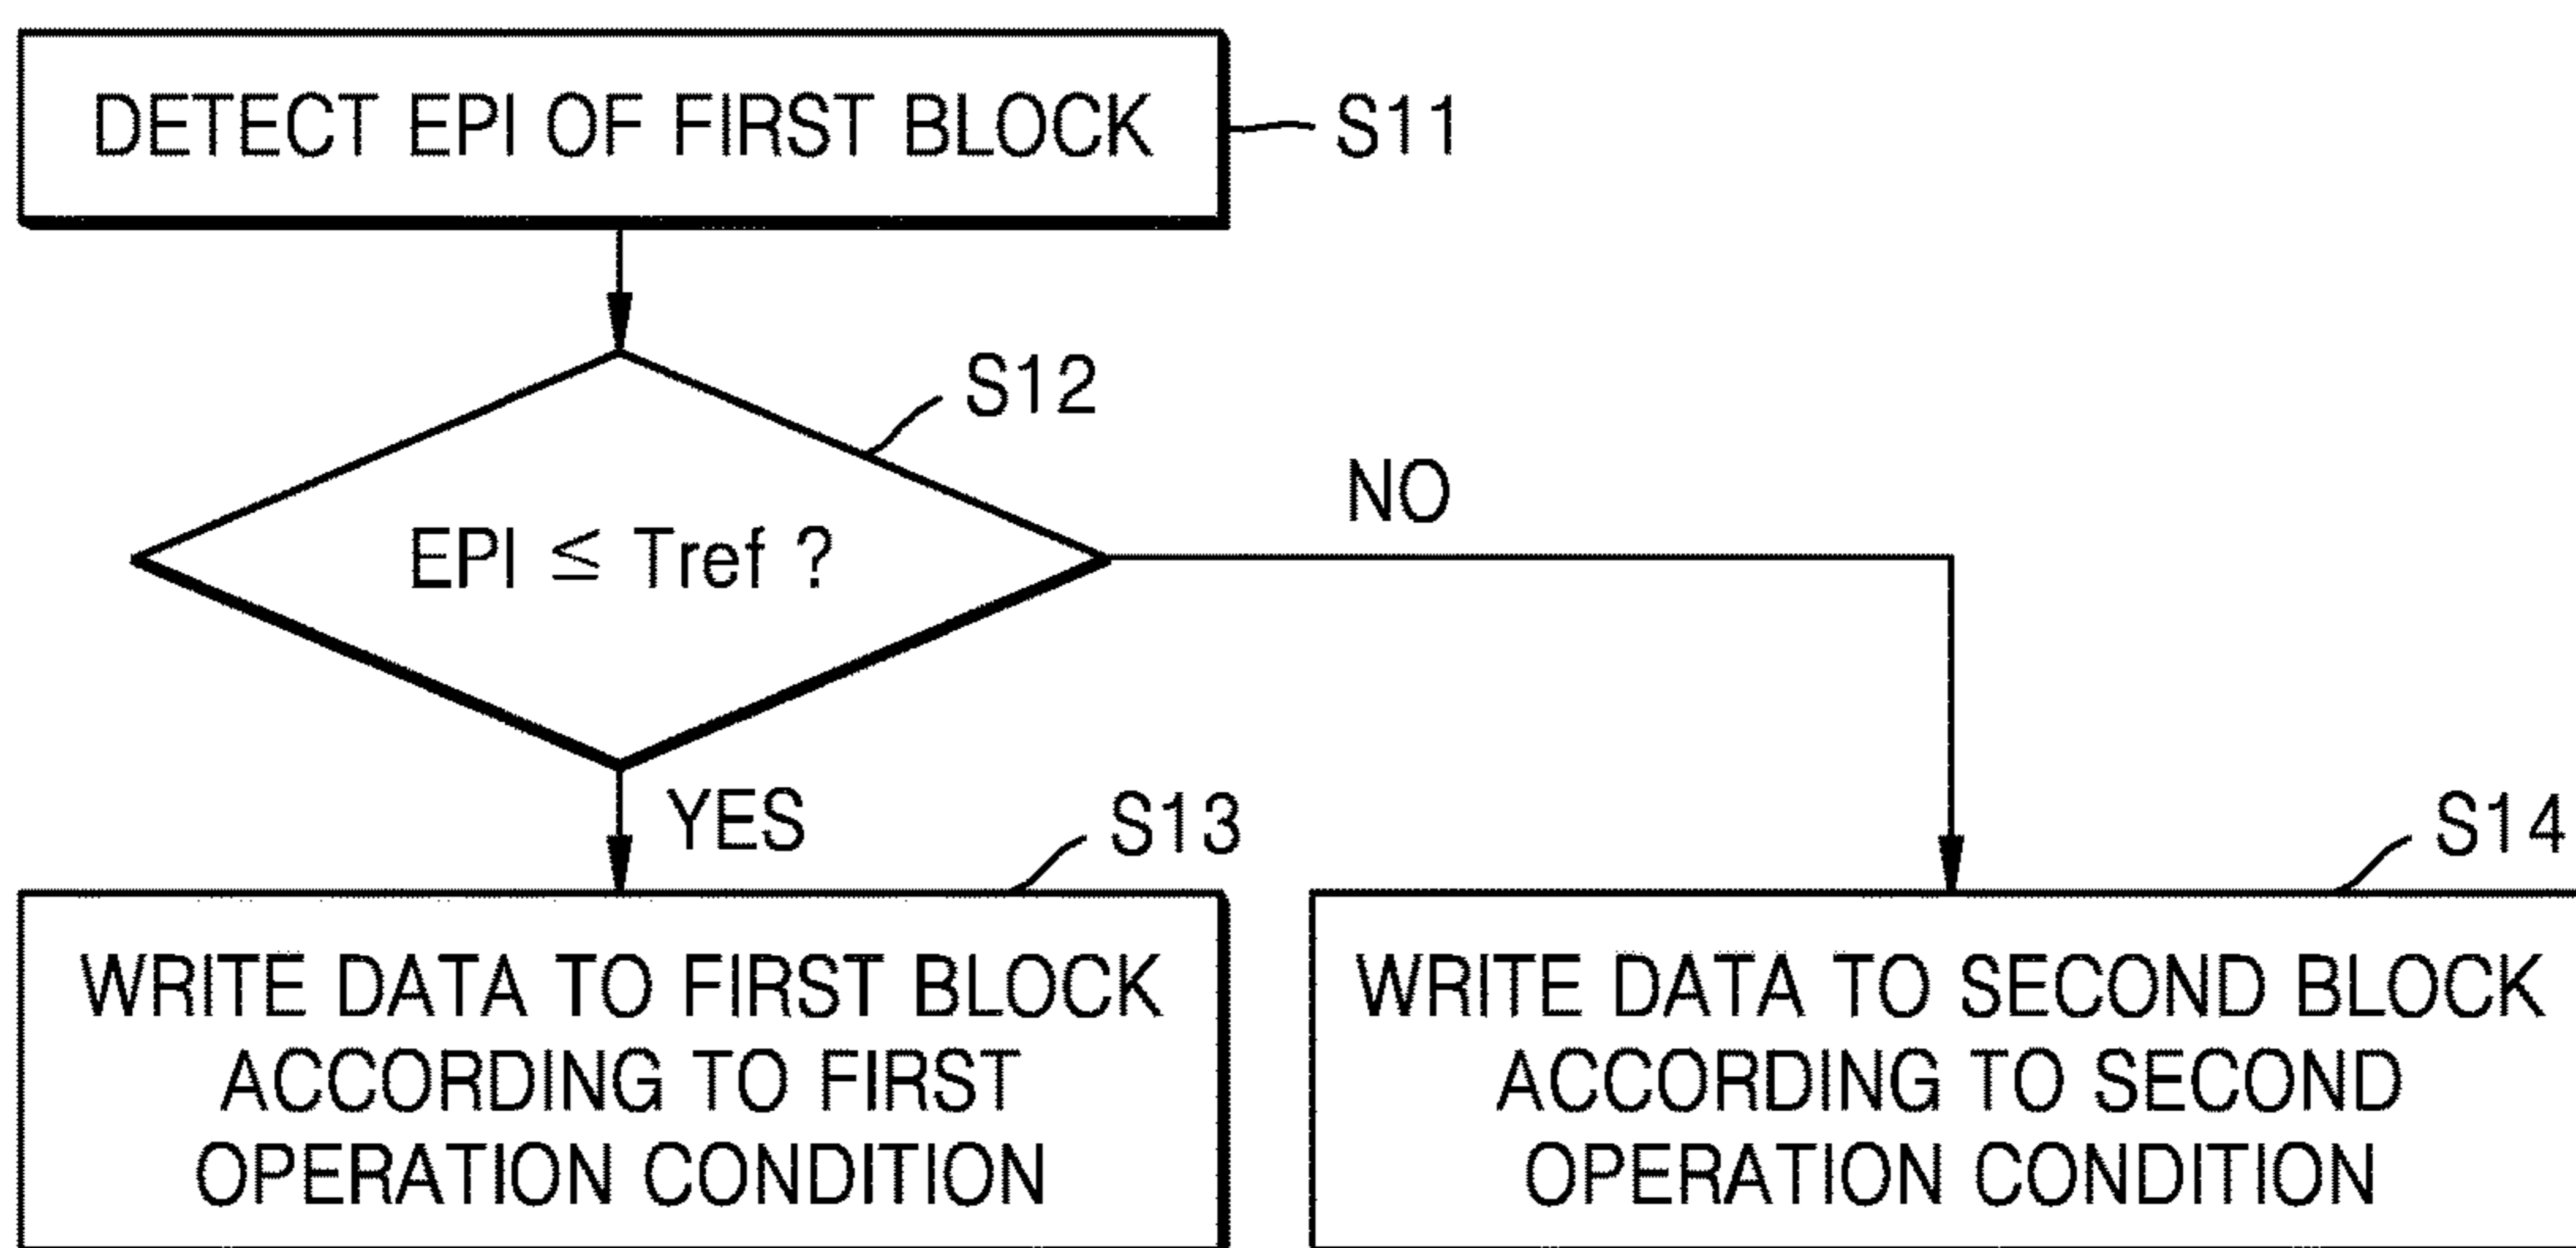 DETECT EPI OF FIRST BLOCK
S11
S12
EPI ≤ Tref ?
NO
YES
S13
S14
WRITE DATA TO FIRST BLOCK
ACCORDING TO FIRST
OPERATION CONDITION
WRITE DATA TO SECOND BLOCK
ACCORDING TO SECOND
OPERATION CONDITION